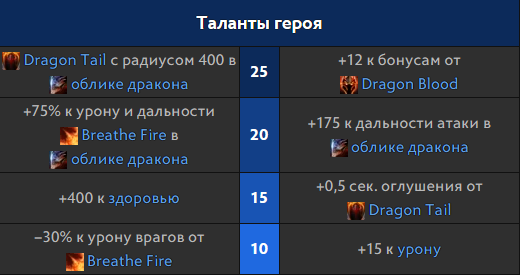 Таланты героя
Dragon Tail с радиусом 400 в
облике дракона
25
+12 к бонусам от
Dragon Blood
+75% к урону и дальности
Breathe Fire в
облике дракона
20
+175 к дальности атаки в
облике дракона
+400 к здоровью
15
+0,5 сек. оглушения от
Dragon Tail
−30% к урону врагов от
Breathe Fire
10
+15 к урону